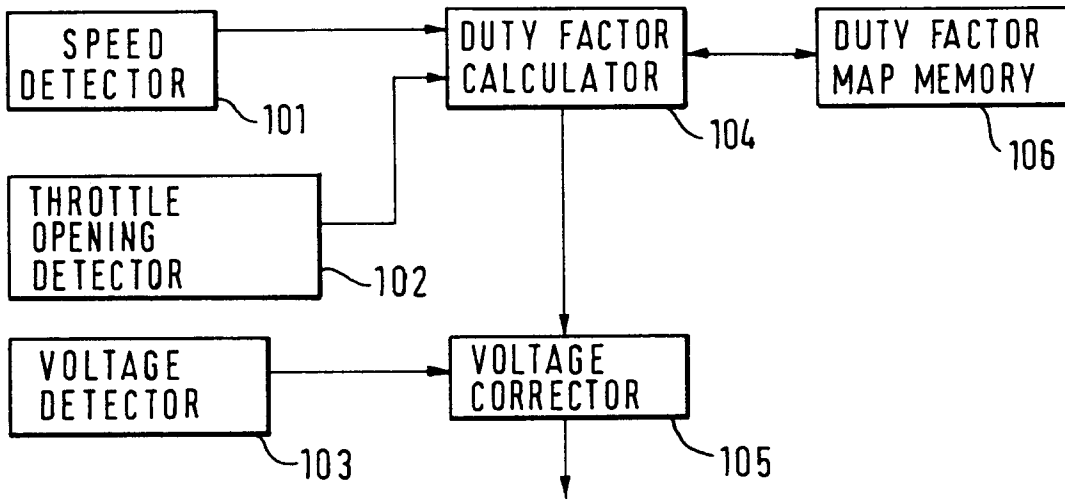 SPEED
DETECTOR
101
DUTY FACTOR
CALCULATOR
104
DUTY FACTOR
MAP MEMORY
106
THROTTLE
OPENING
DETECTOR
102
VOLTAGE
DETECTOR
103
VOLTAGE
CORRECTOR
105